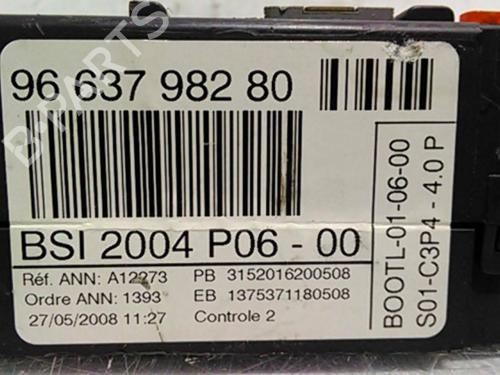 96 637 982 80
BSI 2004 P06 - 00
Réf. ANN: A12273 PB 3152016200508
Ordre ANN: 1393 EB 1375371180508
27/05/2008 11:27 Controle 2
BOOTL-01-06-00
S01-C3P4 - 4.0 P
B-PARTS